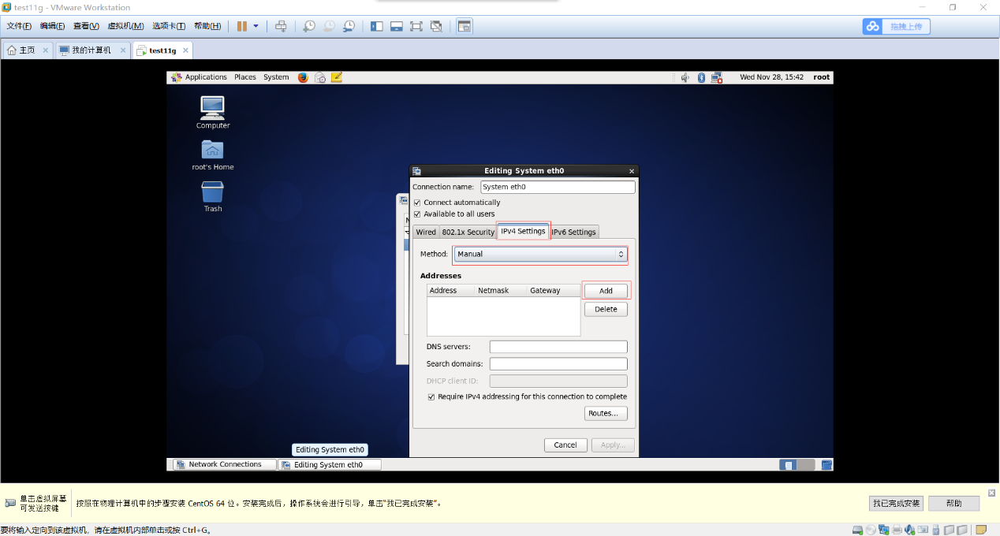 test11g - VMware Workstation
文件(F) 编辑(E) 查看(V) 虚拟机(M) 选项卡(T) 帮助(H) 拖拽上传
主页 我的计算机 test11g
Applications Places System Wed Nov 28, 15:42 root
Computer
root's Home
Trash
Editing System eth0
Connection name: System eth0
Connect automatically
Available to all users
Wired 802.1x Security IPv4 Settings IPv6 Settings
Method: Manual
Addresses
Address Netmask Gateway Add
Delete
DNS servers:
Search domains:
DHCP client ID:
Require IPv4 addressing for this connection to complete
Routes...
Cancel Apply...
Editing System eth0
Network Connections Editing System eth0
单击虚拟屏幕
可发送按键
按照在物理计算机中的步骤安装 CentOS 64 位。安装完成后，操作系统会进行引导，单击“我已完成安装”。
我已完成安装 帮助
要将输入定向到该虚拟机，请在虚拟机内部单击或按 Ctrl+G。